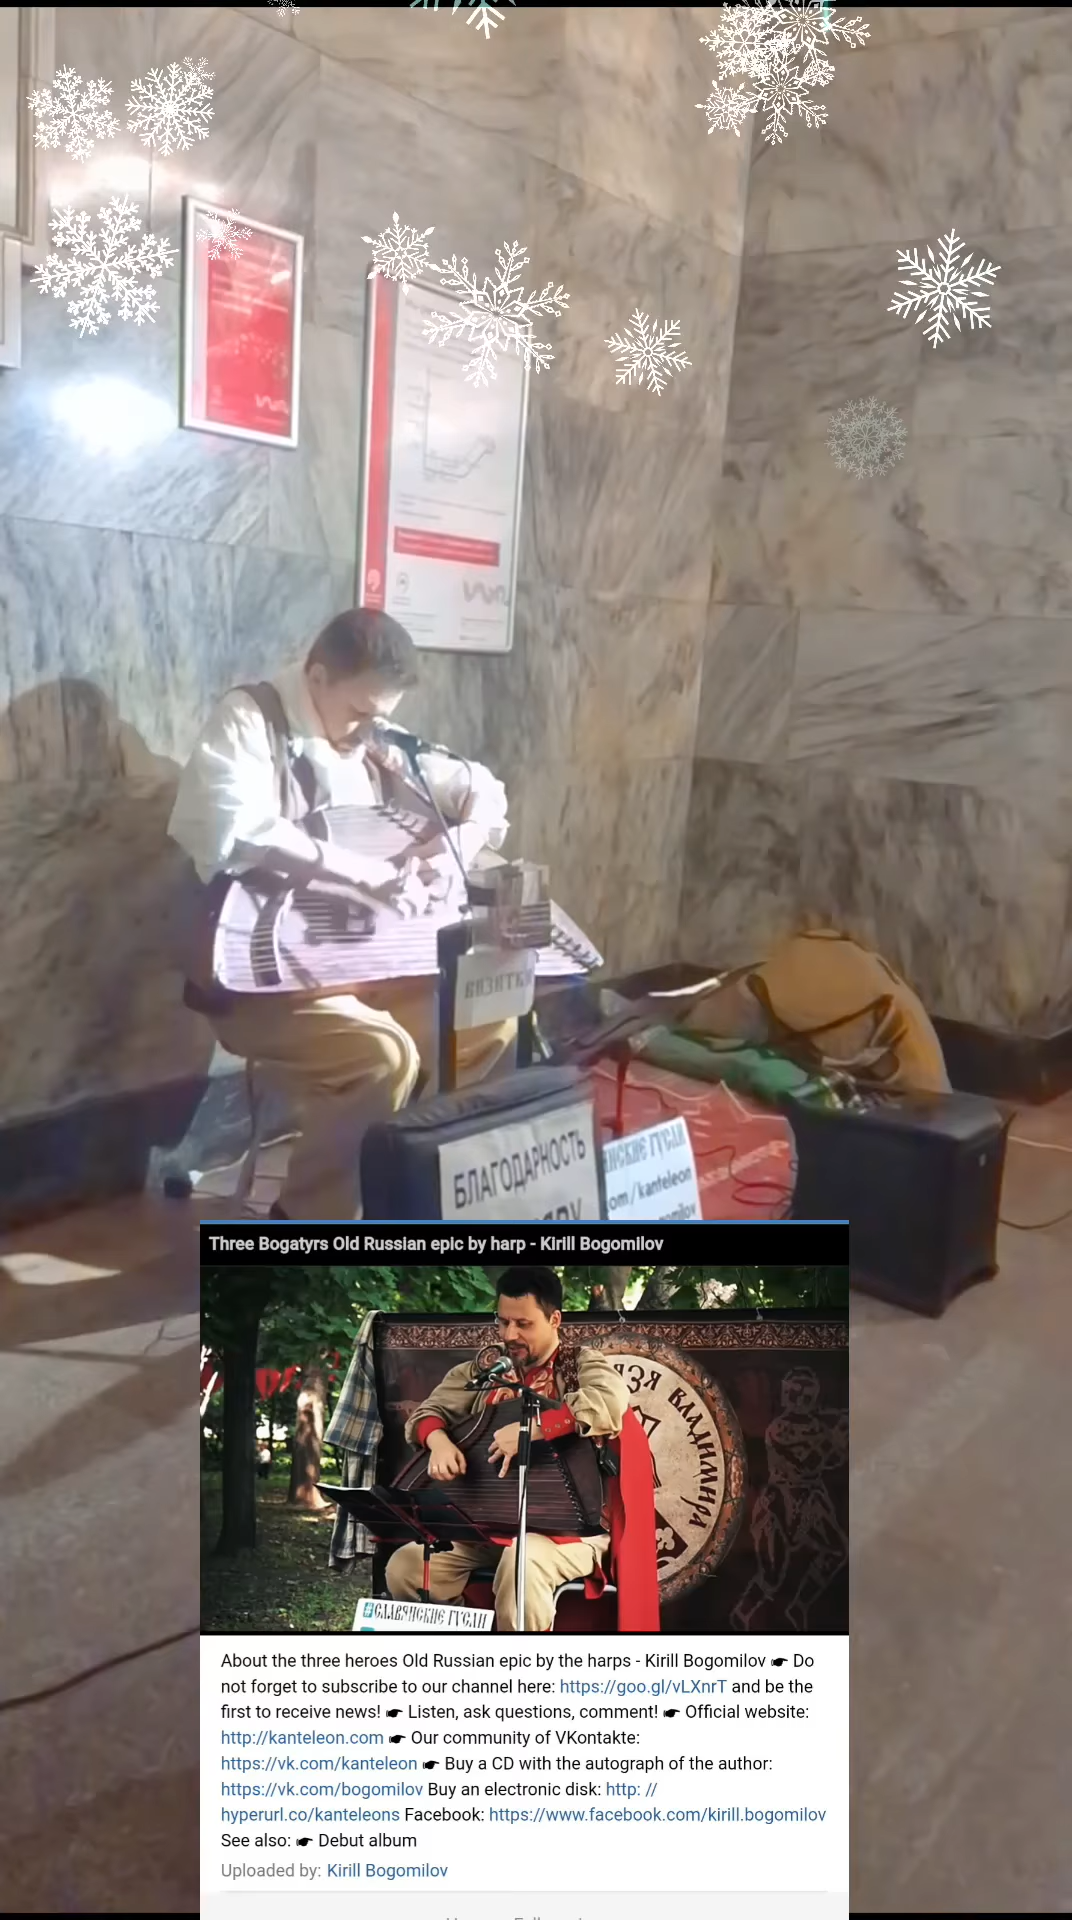 ВИЗИТКИ
БЛАГОДАРНОСТЬ
ГУСЛИ
om/kanteleon
Three Bogatyrs Old Russian epic by harp - Kirill Bogomilov
ВЛАДИМИРА
#СЛАВЯНСКИЕ ГУСЛИ
About the three heroes Old Russian epic by the harps - Kirill Bogomilov ☛ Do
not forget to subscribe to our channel here: https://goo.gl/vLXnrT and be the
first to receive news! ☛ Listen, ask questions, comment! ☛ Official website:
http://kanteleon.com ☛ Our community of VKontakte:
https://vk.com/kanteleon ☛ Buy a CD with the autograph of the author:
https://vk.com/bogomilov Buy an electronic disk: http: //
hyperurl.co/kanteleons Facebook: https://www.facebook.com/kirill.bogomilov
See also: ☛ Debut album
Uploaded by: Kirill Bogomilov